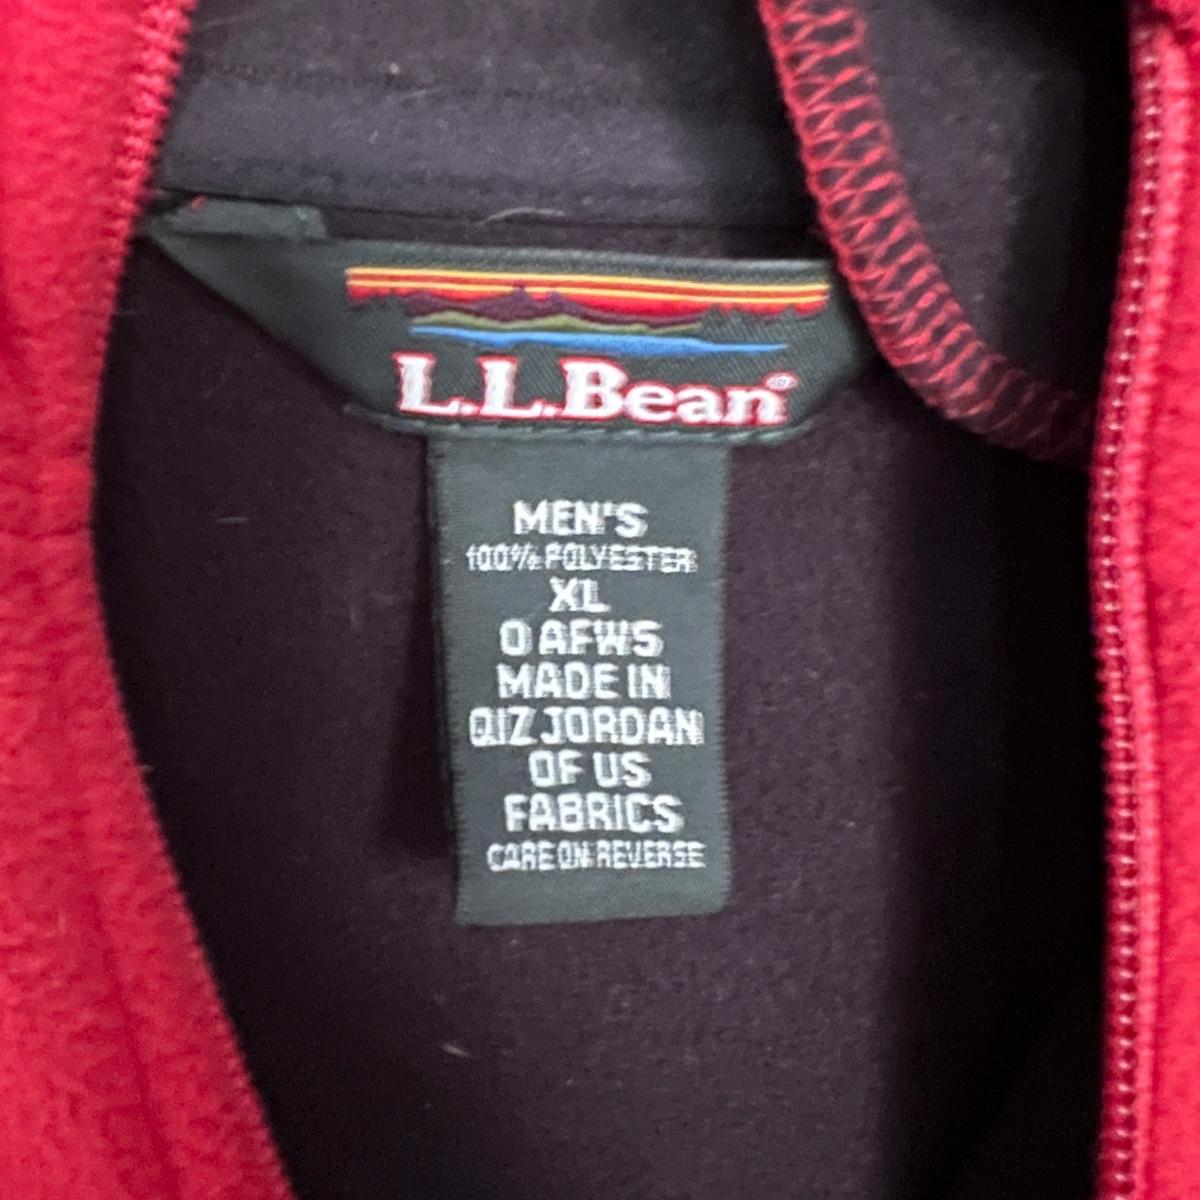 L.L.Bean®
MEN'S
100% POLYESTER
XL
0 AFWS
MADE IN
QIZ JORDAN
OF US
FABRICS
CARE ON REVERSE